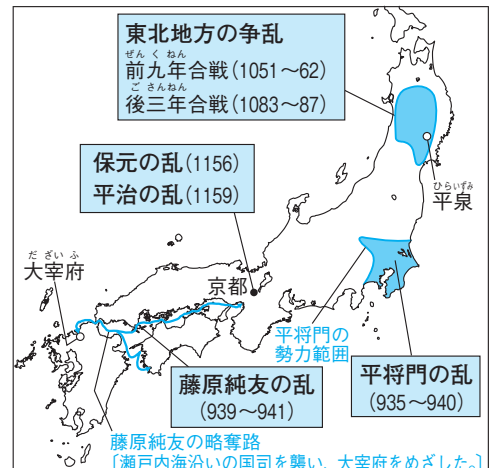 東北地方の争乱
ぜんくねん
前九年合戦(1051〜62)
ごさんねん
後三年合戦(1083〜87)
保元の乱(1156)
平治の乱(1159)
ひらいずみ
平泉
だざいふ
大宰府
京都
平将門の
勢力範囲
藤原純友の乱
(939〜941)
平将門の乱
(935〜940)
藤原純友の略奪路
〔瀬戸内海沿いの国司を襲い、大宰府をめざした。〕